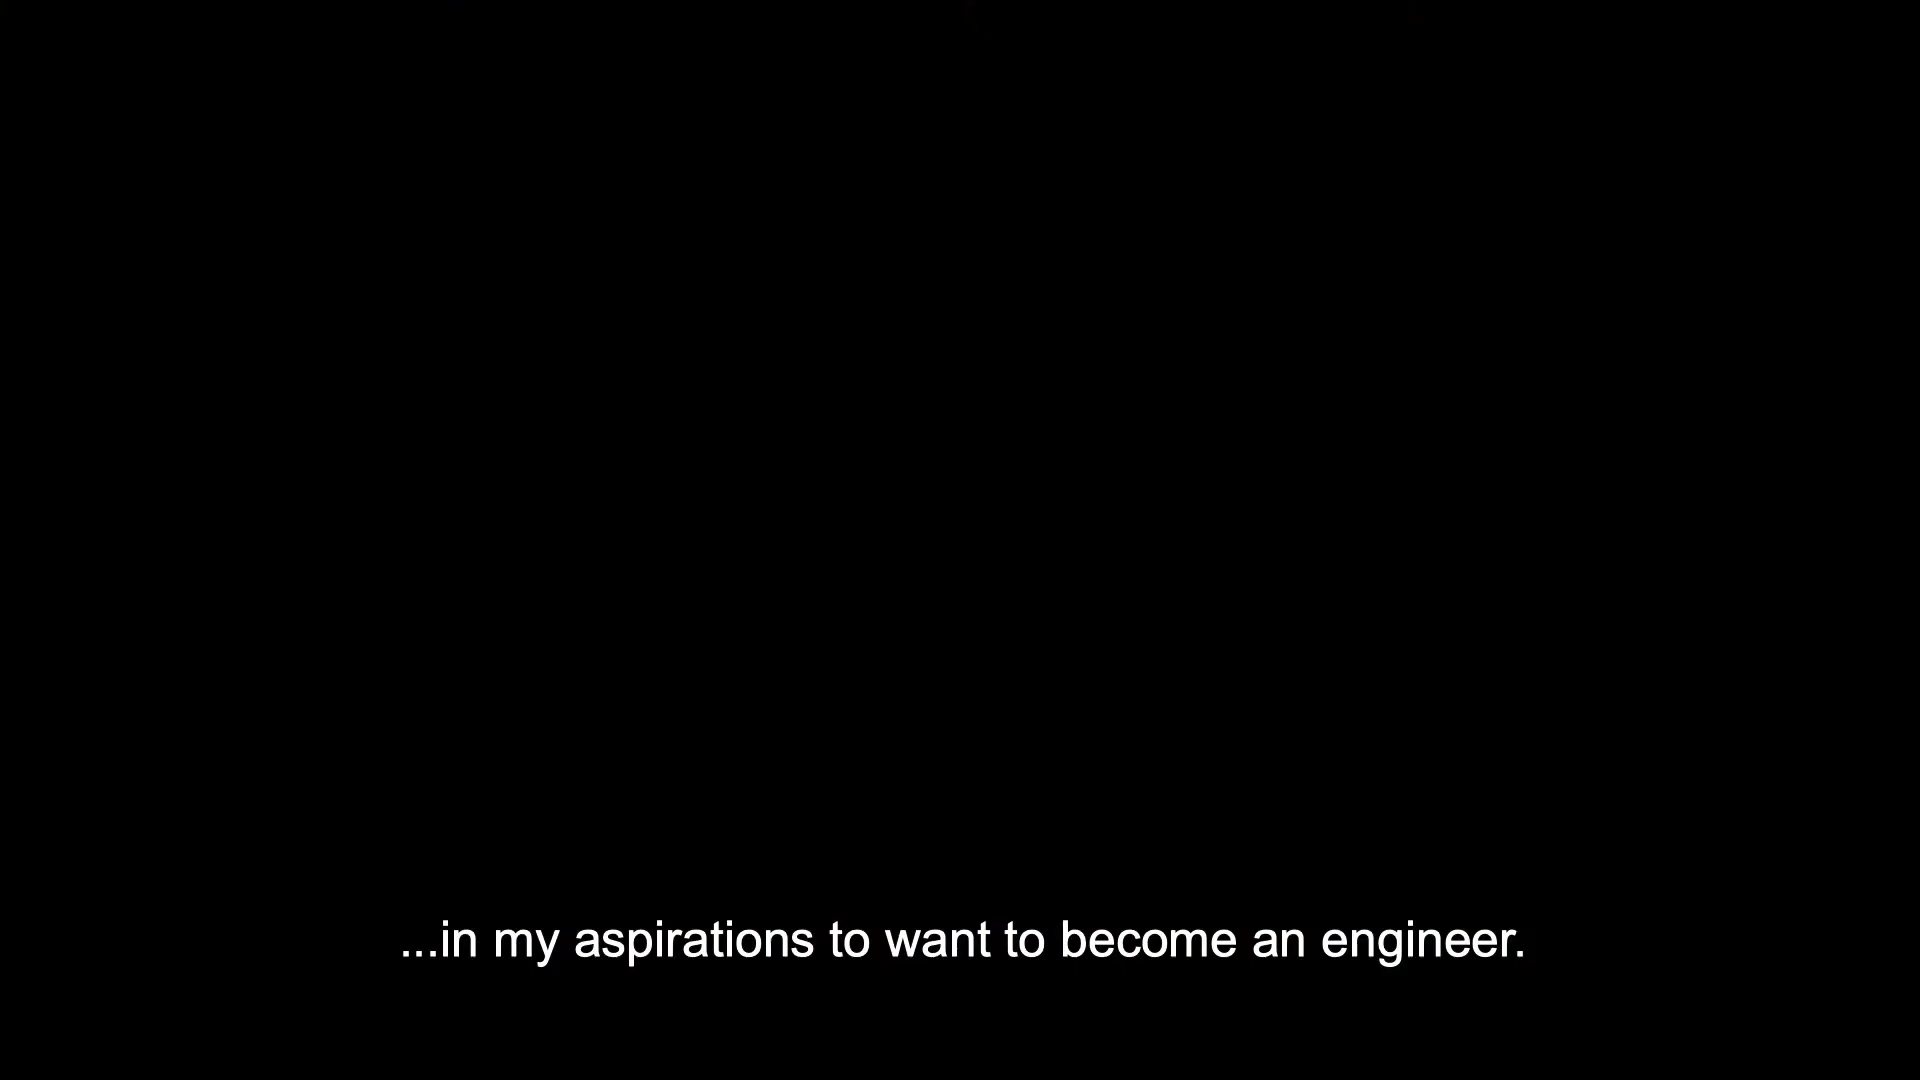 ...in my aspirations to want to become an engineer.